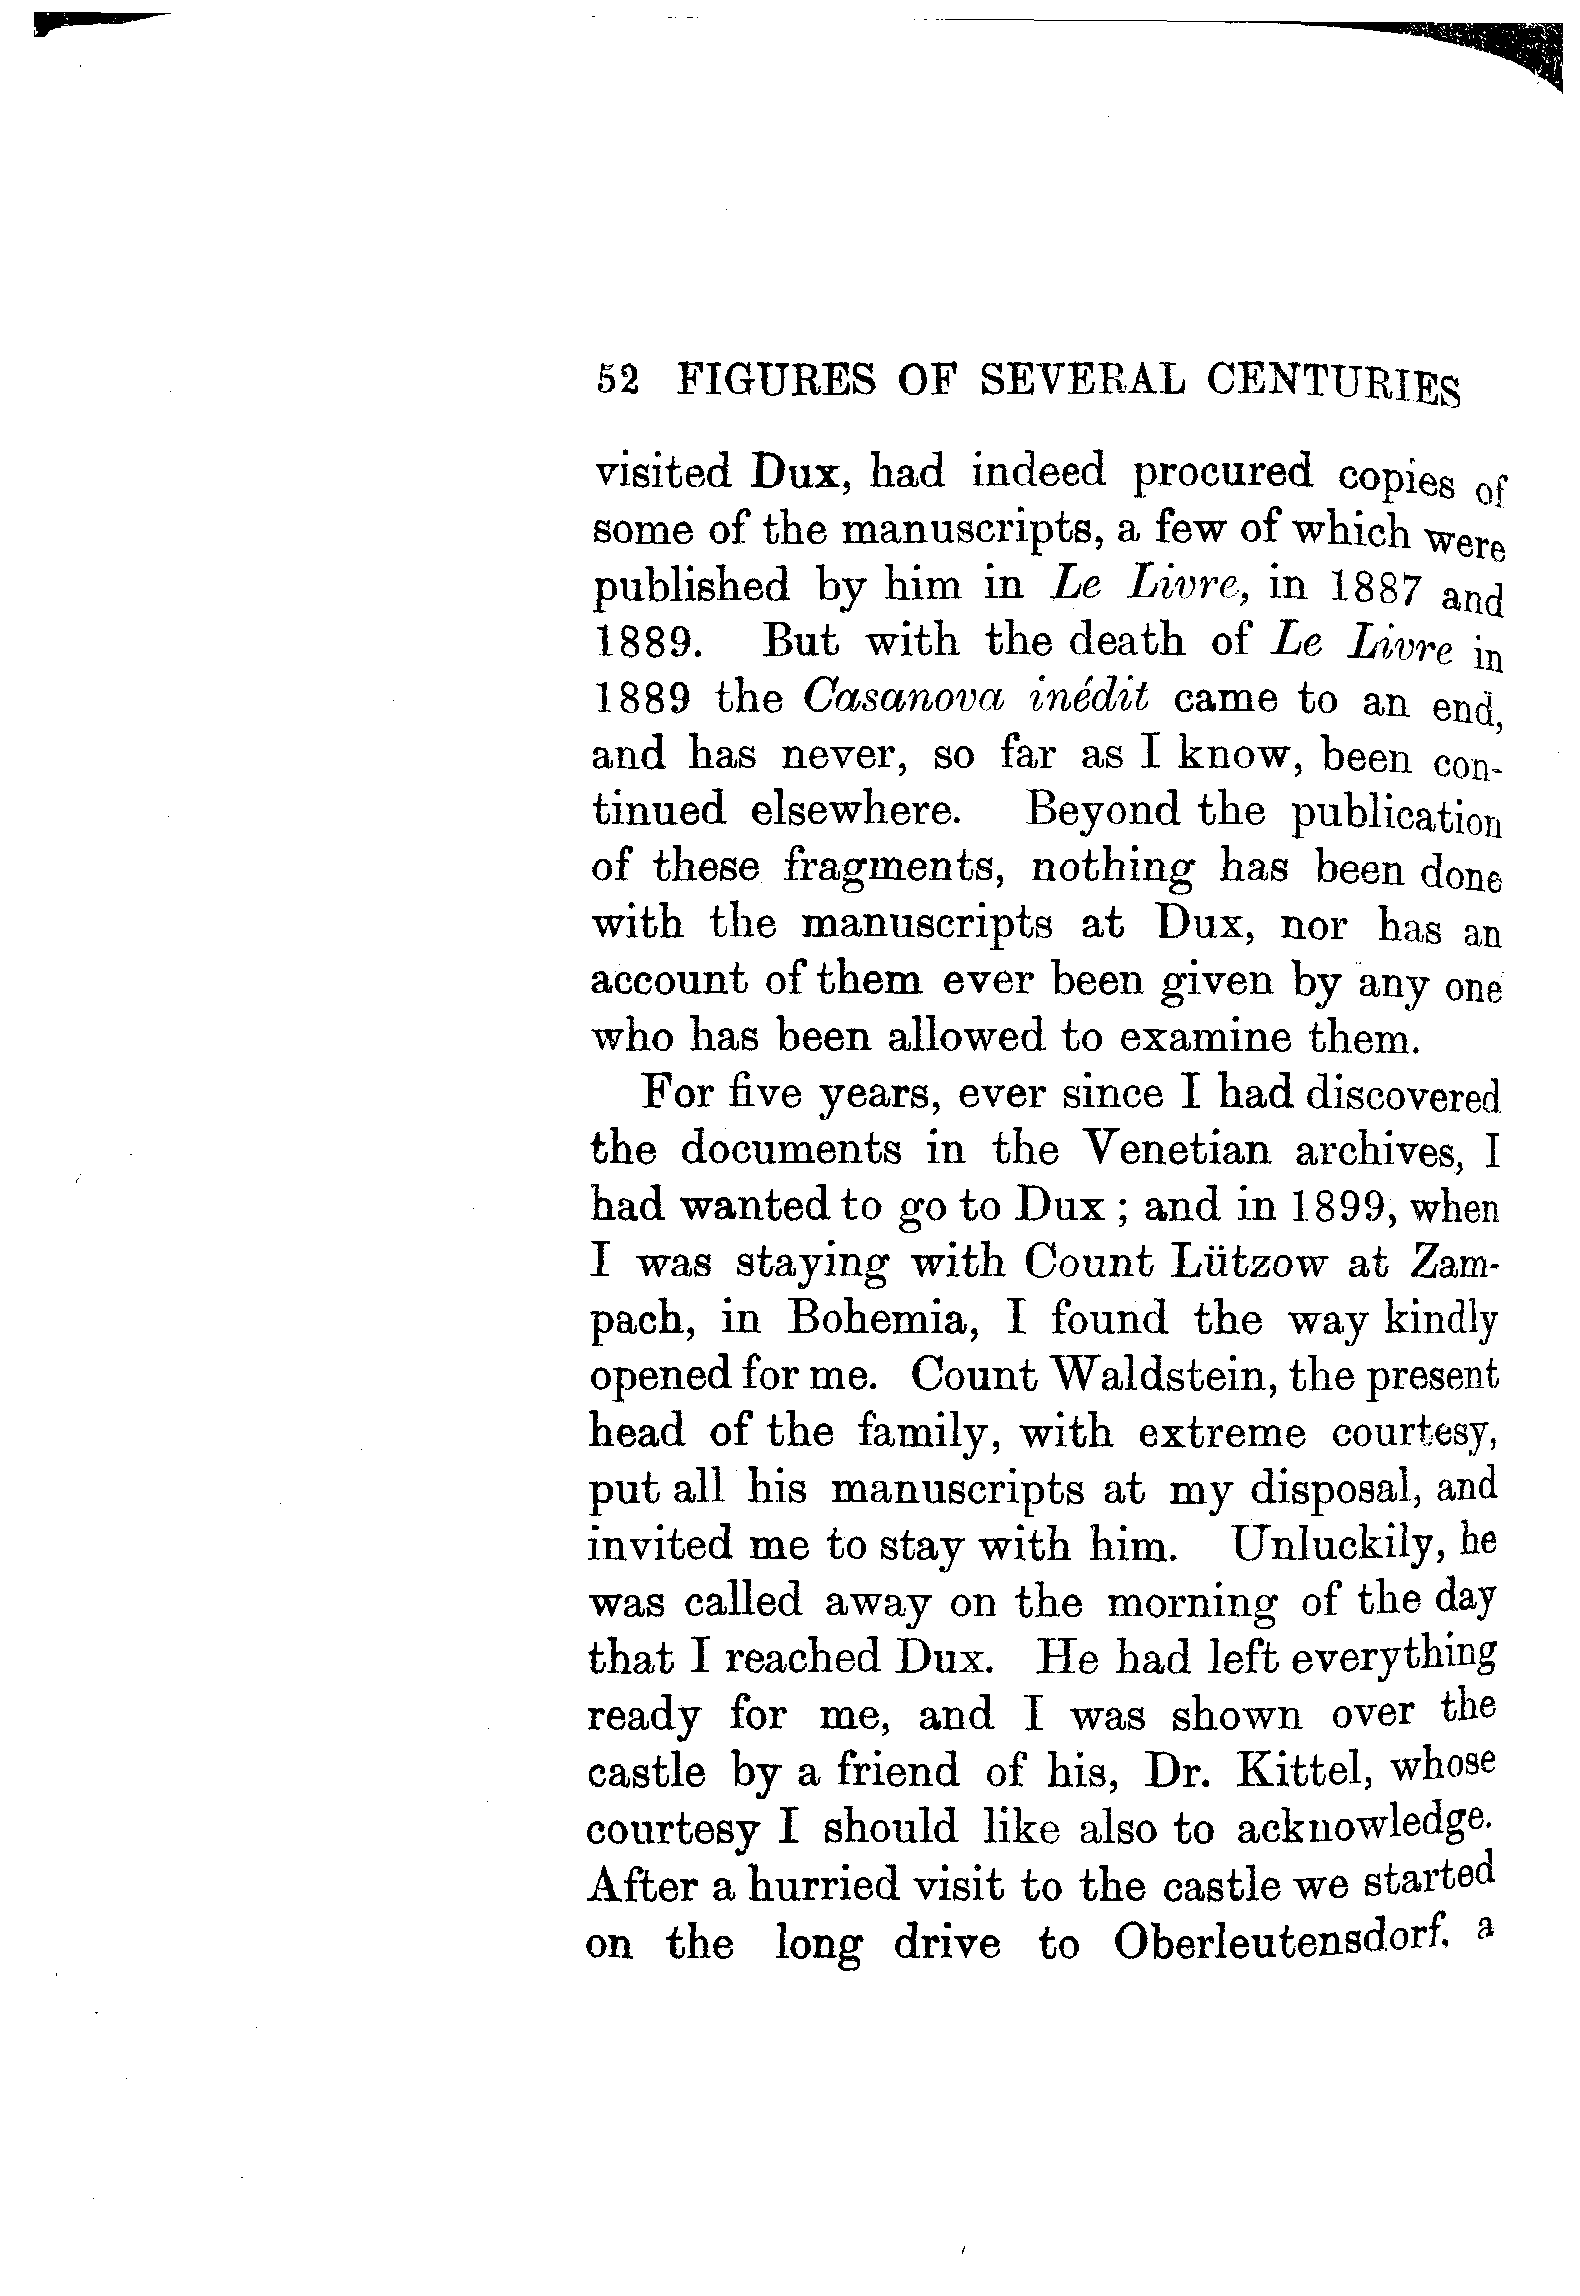 52 FIGURES OF SEVERAL CENTURIES
visited Dux, had indeed procured copies of
some of the manuscripts, a few of which were
published by him in Le Livre, in 1887 and
1889. But with the death of Le Livre in
1889 the Casanova inédit came to an end,
and has never, so far as I know, been con-
tinued elsewhere. Beyond the publication
of these fragments, nothing has been done
with the manuscripts at Dux, nor has an
account of them ever been given by any one
who has been allowed to examine them.
For five years, ever since I had discovered
the documents in the Venetian archives, I
had wanted to go to Dux ; and in 1899, when
I was staying with Count Lützow at Zam-
pach, in Bohemia, I found the way kindly
opened for me. Count Waldstein, the present
head of the family, with extreme courtesy,
put all his manuscripts at my disposal, and
invited me to stay with him. Unluckily, he
was called away on the morning of the day
that I reached Dux. He had left everything
ready for me, and I was shown over the
castle by a friend of his, Dr. Kittel, whose
courtesy I should like also to acknowledge.
After a hurried visit to the castle we started
on the long drive to Oberleutensdorf, a